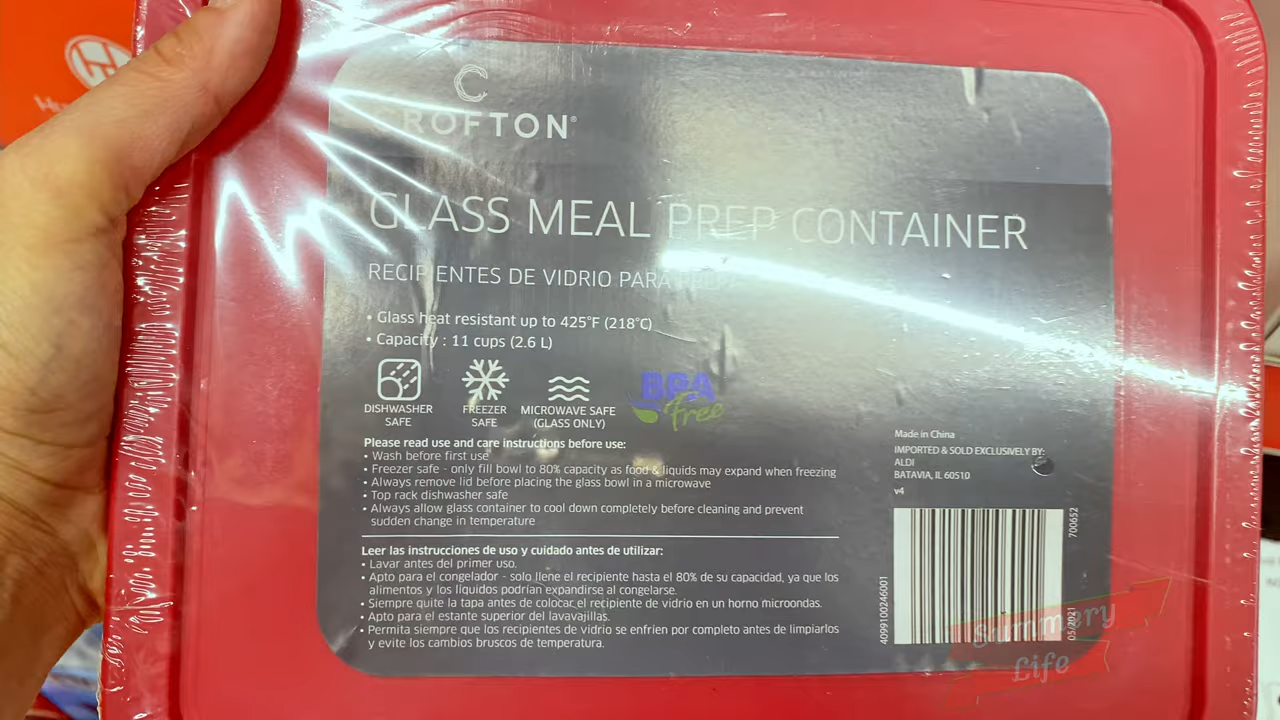 CROFTON®
GLASS MEAL PREP CONTAINER
RECIPIENTES DE VIDRIO PARA PREP
• Glass heat resistant up to 425°F (218°C)
• Capacity : 11 cups (2.6 L)
DISHWASHER
SAFE
FREEZER
SAFE
MICROWAVE SAFE
(GLASS ONLY)
BPA
Free
Please read use and care instructions before use:
• Wash before first use
• Freezer safe - only fill bowl to 80% capacity as food & liquids may expand when freezing
• Always remove lid before placing the glass bowl in a microwave
• Top rack dishwasher safe
• Always allow glass container to cool down completely before cleaning and prevent
sudden change in temperature
Leer las instrucciones de uso y cuidado antes de utilizar:
• Lavar antes del primer uso.
• Apto para el congelador - solo llene el recipiente hasta el 80% de su capacidad, ya que los
alimentos y los líquidos podrían expandirse al congelarse.
• Siempre quite la tapa antes de colocar el recipiente de vidrio en un horno microondas.
• Apto para el estante superior del lavavajillas.
• Permita siempre que los recipientes de vidrio se enfríen por completo antes de limpiarlos
y evite los cambios bruscos de temperatura.
Made in China
IMPORTED & SOLD EXCLUSIVELY BY:
ALDI
BATAVIA, IL 60510
v4
4099100246001
700652
05/2021
Summery
Life